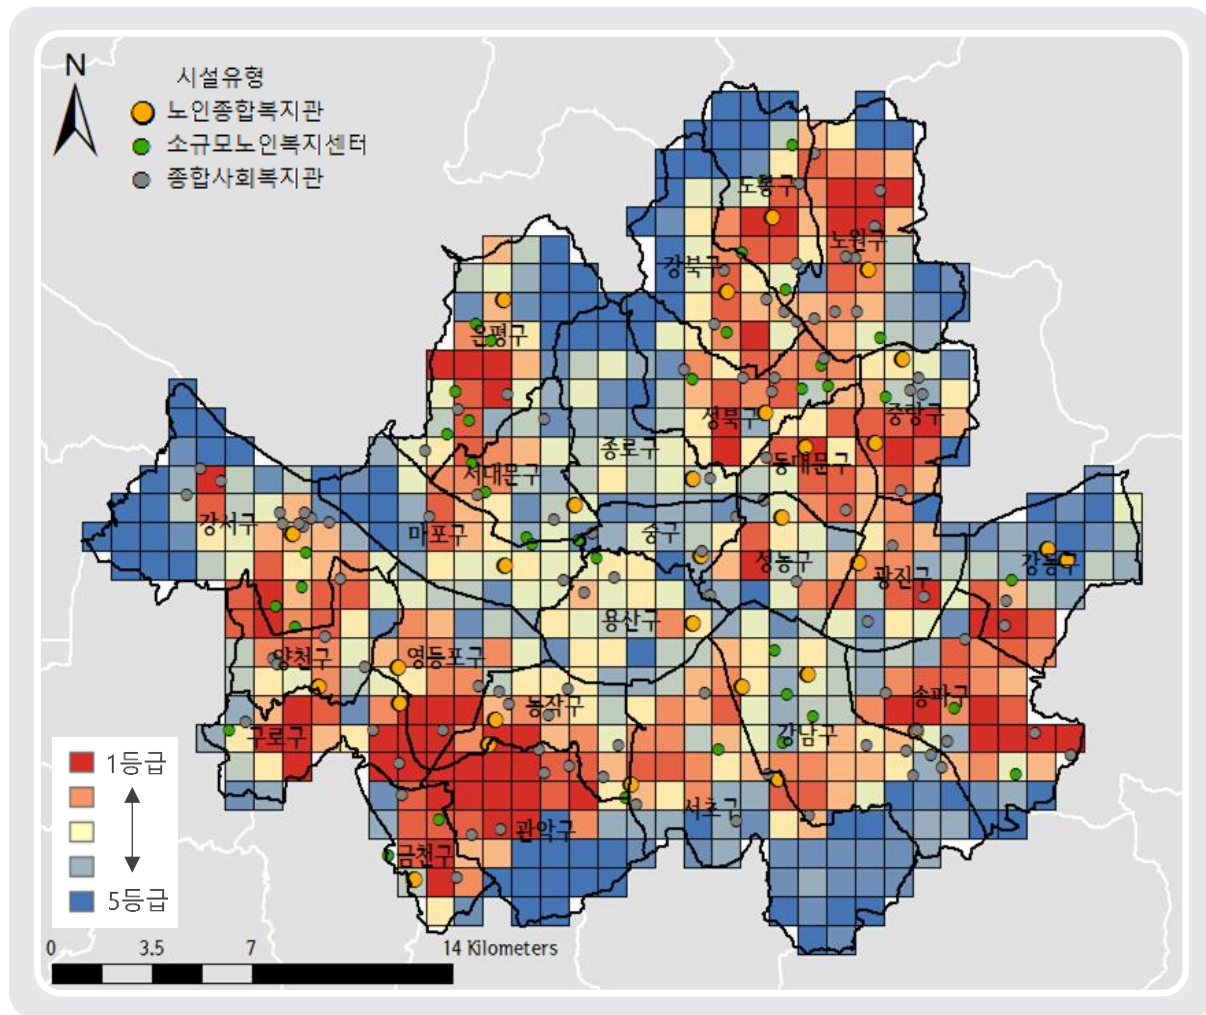 N
시설유형
노인종합복지관
소규모노인복지센터
종합사회복지관
도봉구
노원구
강북구
은평구
성북구
중랑구
종로구
동대문구
서대문구
강서구
마포구
중구
성동구
광진구
강동구
용산구
양천구
영등포구
송파구
동작구
구로구
강남구
서초구
관악구
금천구
1등급
5등급
0 3.5 7 14 Kilometers